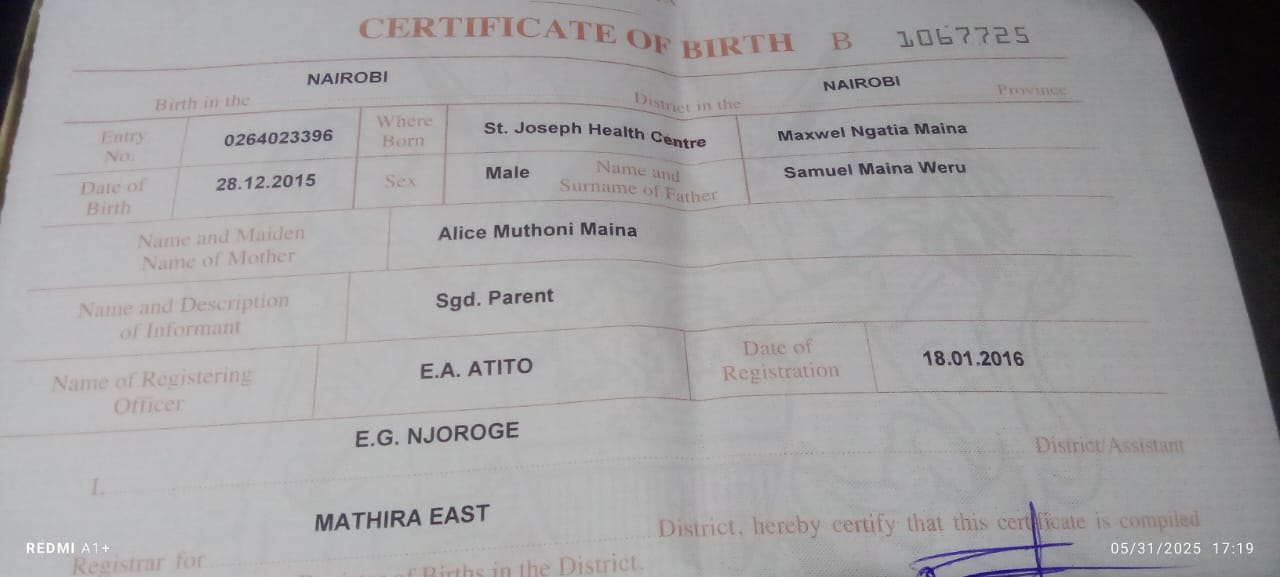 CERTIFICATE OF BIRTH B 1067725
NAIROBI NAIROBI
Birth in the District in the Province
Entry No. 0264023396 Where Born St. Joseph Health Centre Maxwel Ngatia Maina
Date of Birth 28.12.2015 Sex Male Name and Surname of Father Samuel Maina Weru
Name and Maiden Name of Mother Alice Muthoni Maina
Name and Description of Informant Sgd. Parent
Name of Registering Officer E.A. ATITO Date of Registration 18.01.2016
E.G. NJOROGE
I. District/Assistant
MATHIRA EAST
Registrar for District, hereby certify that this certificate is compiled
of Births in the District.
REDMI A1+
05/31/2025 17:19